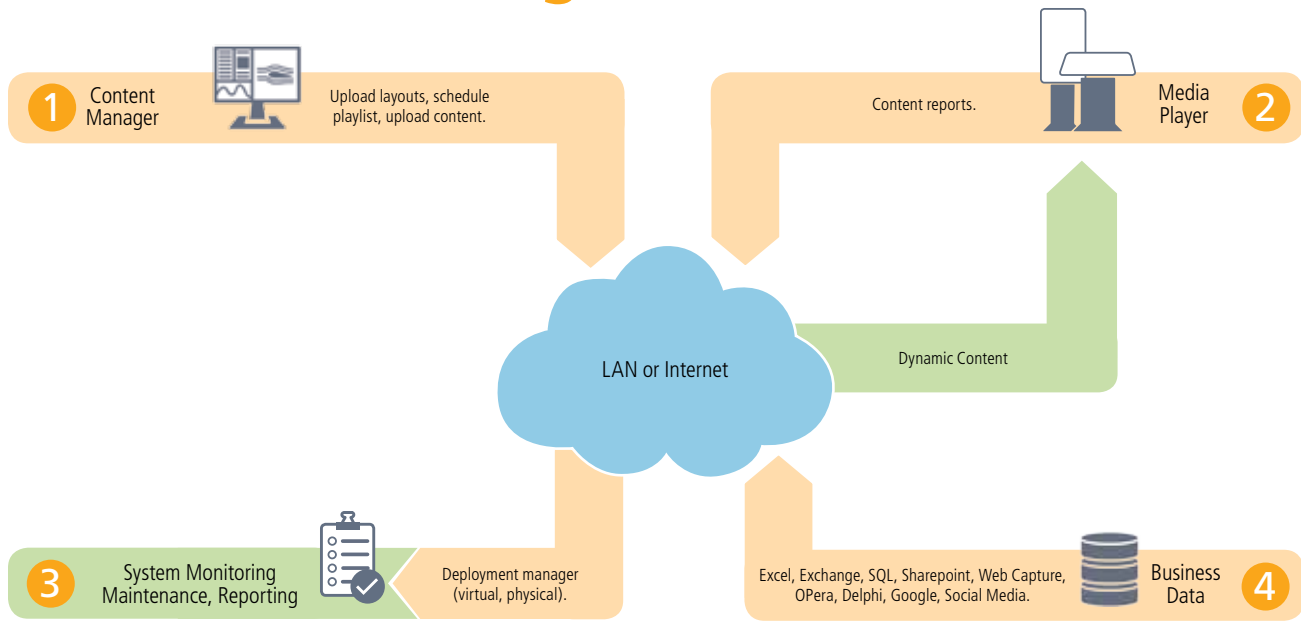 1
Content
Manager
Upload layouts, schedule
playlist, upload content.
Content reports.
Media
Player
2
LAN or Internet
Dynamic Content
3
System Monitoring
Maintenance, Reporting
Deployment manager
(virtual, physical).
Excel, Exchange, SQL, Sharepoint, Web Capture,
OPera, Delphi, Google, Social Media.
Business
Data
4